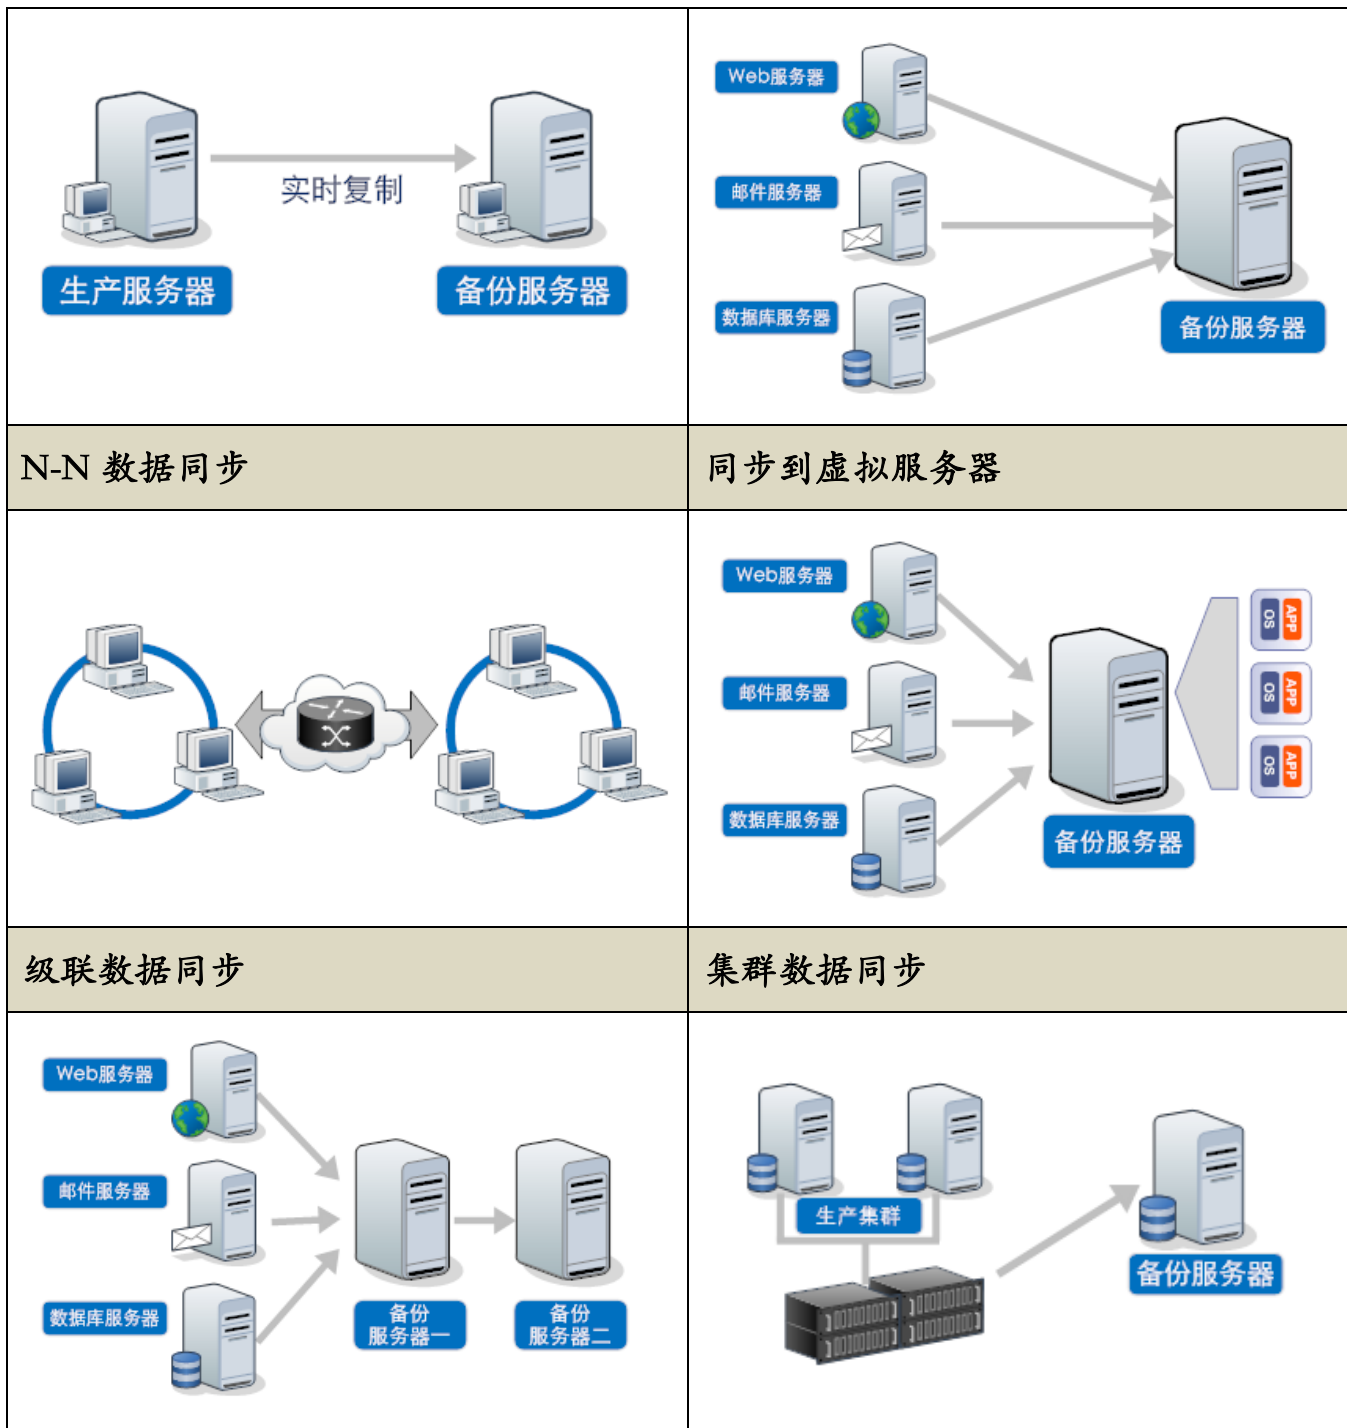 实时复制
生产服务器
备份服务器
Web服务器
邮件服务器
数据库服务器
备份服务器
N-N 数据同步
同步到虚拟服务器
Web服务器
邮件服务器
数据库服务器
备份服务器
OS
APP
OS
APP
OS
APP
级联数据同步
集群数据同步
Web服务器
邮件服务器
数据库服务器
备份
服务器一
备份
服务器二
生产集群
备份服务器